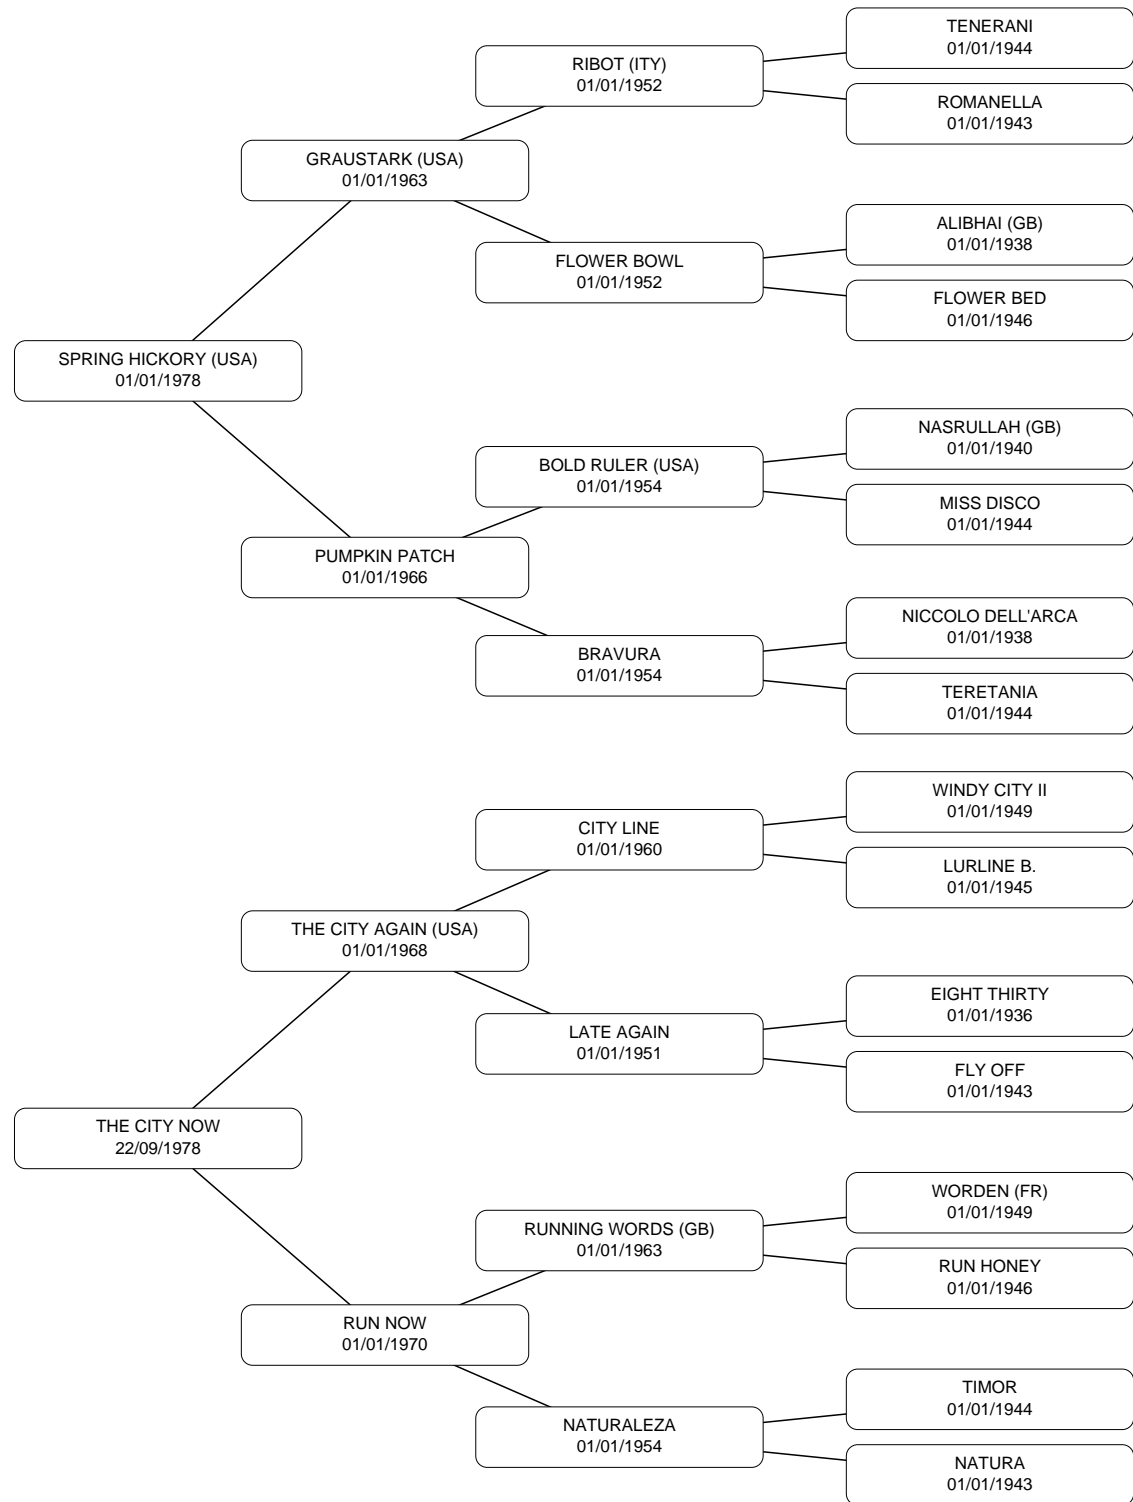 TENERANI
01/01/1944
RIBOT (ITY)
01/01/1952
ROMANELLA
01/01/1943
GRAUSTARK (USA)
01/01/1963
ALIBHAI (GB)
01/01/1938
FLOWER BOWL
01/01/1952
FLOWER BED
01/01/1946
SPRING HICKORY (USA)
01/01/1978
NASRULLAH (GB)
01/01/1940
BOLD RULER (USA)
01/01/1954
MISS DISCO
01/01/1944
PUMPKIN PATCH
01/01/1966
NICCOLO DELL'ARCA
01/01/1938
BRAVURA
01/01/1954
TERETANIA
01/01/1944
WINDY CITY II
01/01/1949
CITY LINE
01/01/1960
LURLINE B.
01/01/1945
THE CITY AGAIN (USA)
01/01/1968
EIGHT THIRTY
01/01/1936
LATE AGAIN
01/01/1951
FLY OFF
01/01/1943
THE CITY NOW
22/09/1978
WORDEN (FR)
01/01/1949
RUNNING WORDS (GB)
01/01/1963
RUN HONEY
01/01/1946
RUN NOW
01/01/1970
TIMOR
01/01/1944
NATURALEZA
01/01/1954
NATURA
01/01/1943